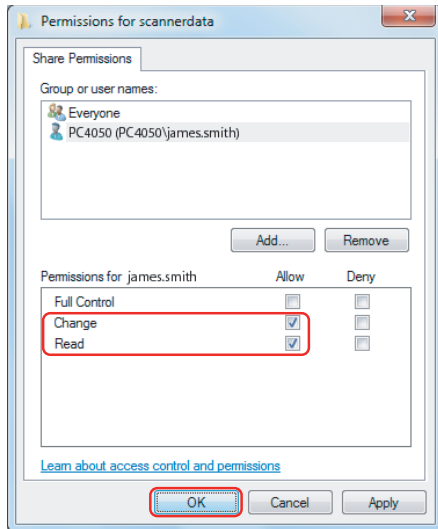 Permissions for scannerdata
Share Permissions
Group or user names:
Everyone
PC4050 (PC4050\james.smith)
Add... Remove
Permissions for james.smith Allow Deny
Full Control
Change
Read
Learn about access control and permissions
OK Cancel Apply